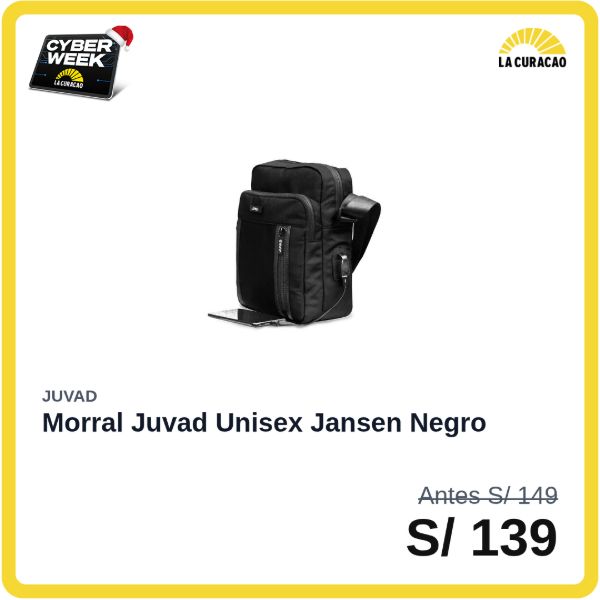 CYBER
WEEK
LA CURACAO
LA CURACAO
JUVAD
Morral Juvad Unisex Jansen Negro
Antes S/ 149
S/ 139